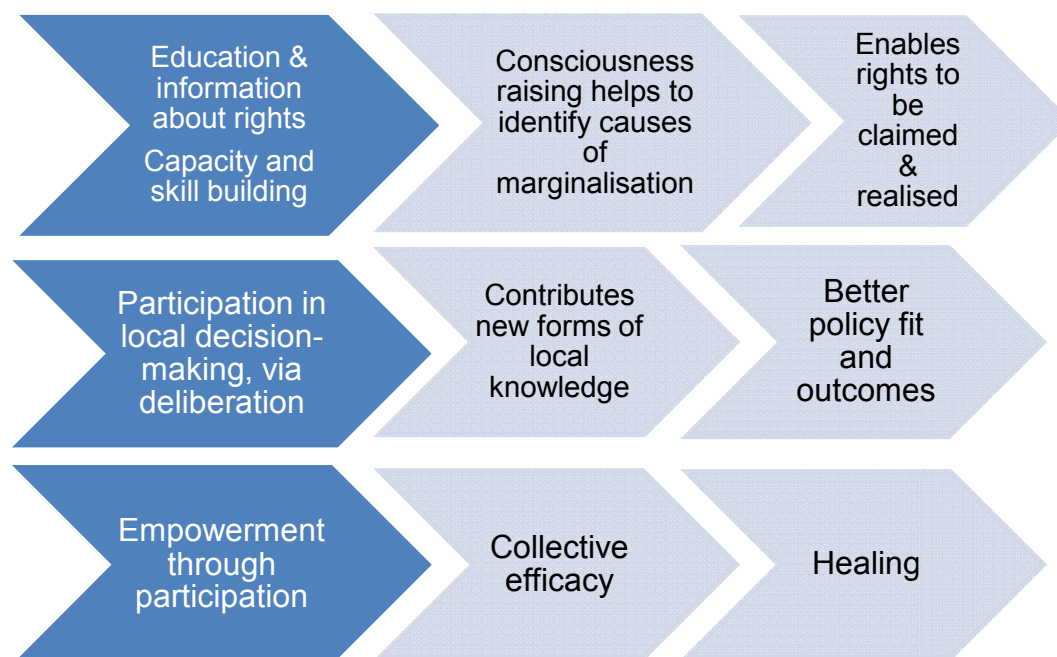 Education &
information
about rights
Capacity and
skill building
Consciousness
raising helps to
identify causes
of
marginalisation
Enables
rights to
be
claimed
&
realised
Participation in
local decision-
making, via
deliberation
Contributes
new forms of
local
knowledge
Better
policy fit
and
outcomes
Empowerment
through
participation
Collective
efficacy
Healing